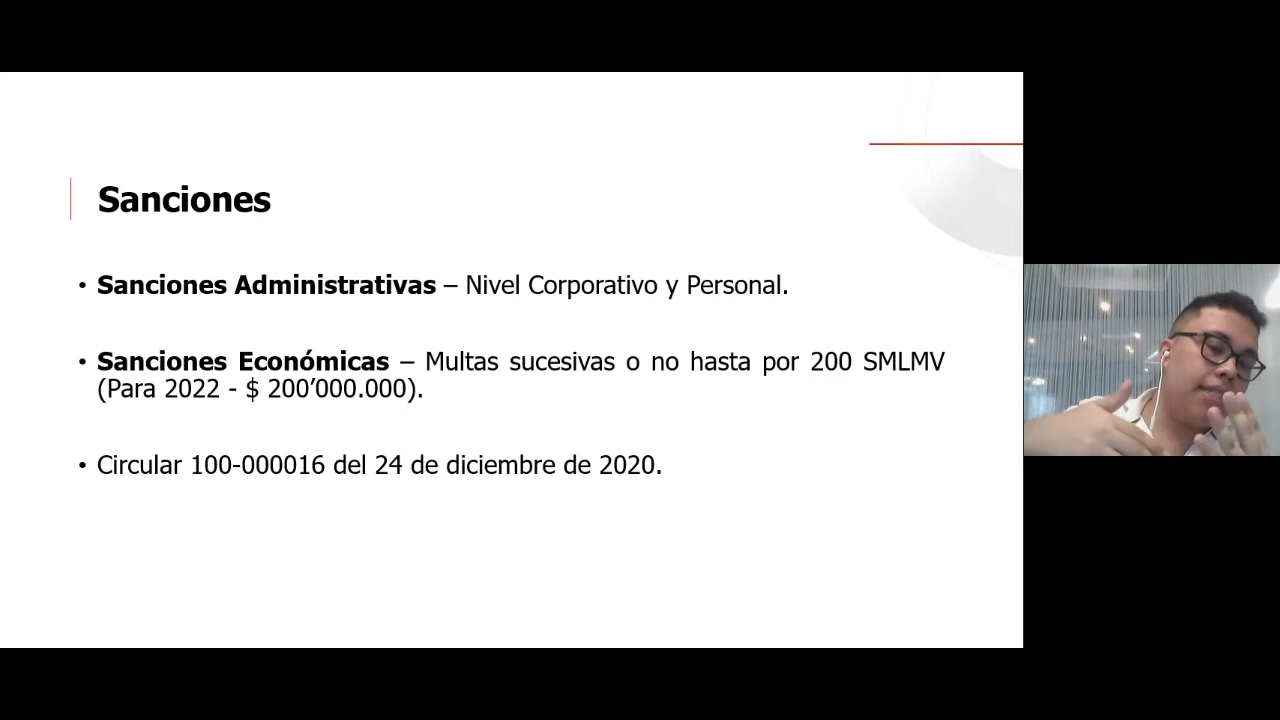 Sanciones
• Sanciones Administrativas – Nivel Corporativo y Personal.
• Sanciones Económicas – Multas sucesivas o no hasta por 200 SMLMV
(Para 2022 - $ 200’000.000).
• Circular 100-000016 del 24 de diciembre de 2020.